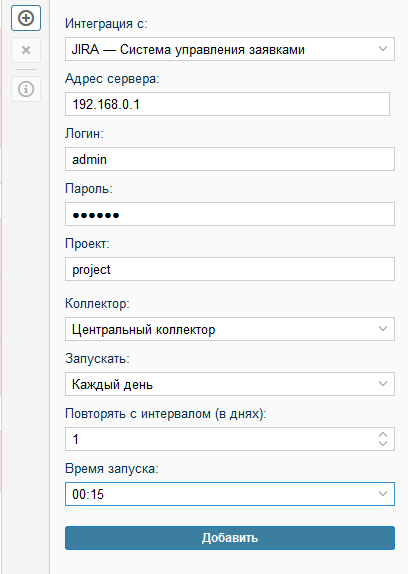 Интеграция с:
JIRA — Система управления заявками
Адрес сервера:
192.168.0.1
Логин:
admin
Пароль:
●●●●●●
Проект:
project
Коллектор:
Центральный коллектор
Запускать:
Каждый день
Повторять с интервалом (в днях):
1
Время запуска:
00:15
Добавить